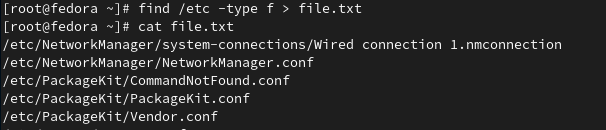 [root@fedora ~]# find /etc -type f > file.txt
[root@fedora ~]# cat file.txt
/etc/NetworkManager/system-connections/Wired connection 1.nmconnection
/etc/NetworkManager/NetworkManager.conf
/etc/PackageKit/CommandNotFound.conf
/etc/PackageKit/PackageKit.conf
/etc/PackageKit/Vendor.conf